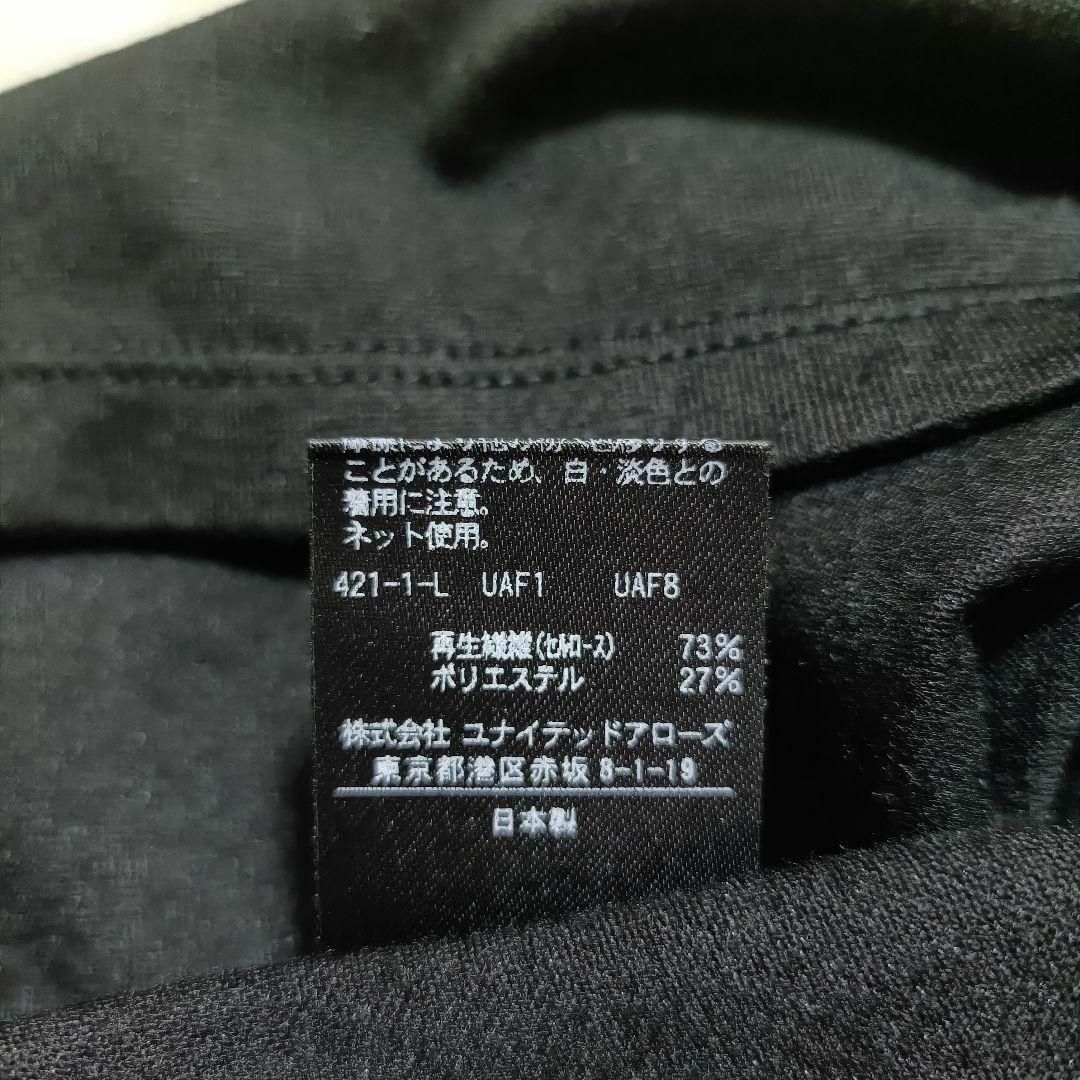 ことがあるため、白・淡色との
着用に注意。
ネット使用。
421-1-L UAF1 UAF8
再生繊維(セルロース) 73%
ポリエステル 27%
株式会社 ユナイテッドアローズ
東京都港区赤坂 8-1-19
日本製